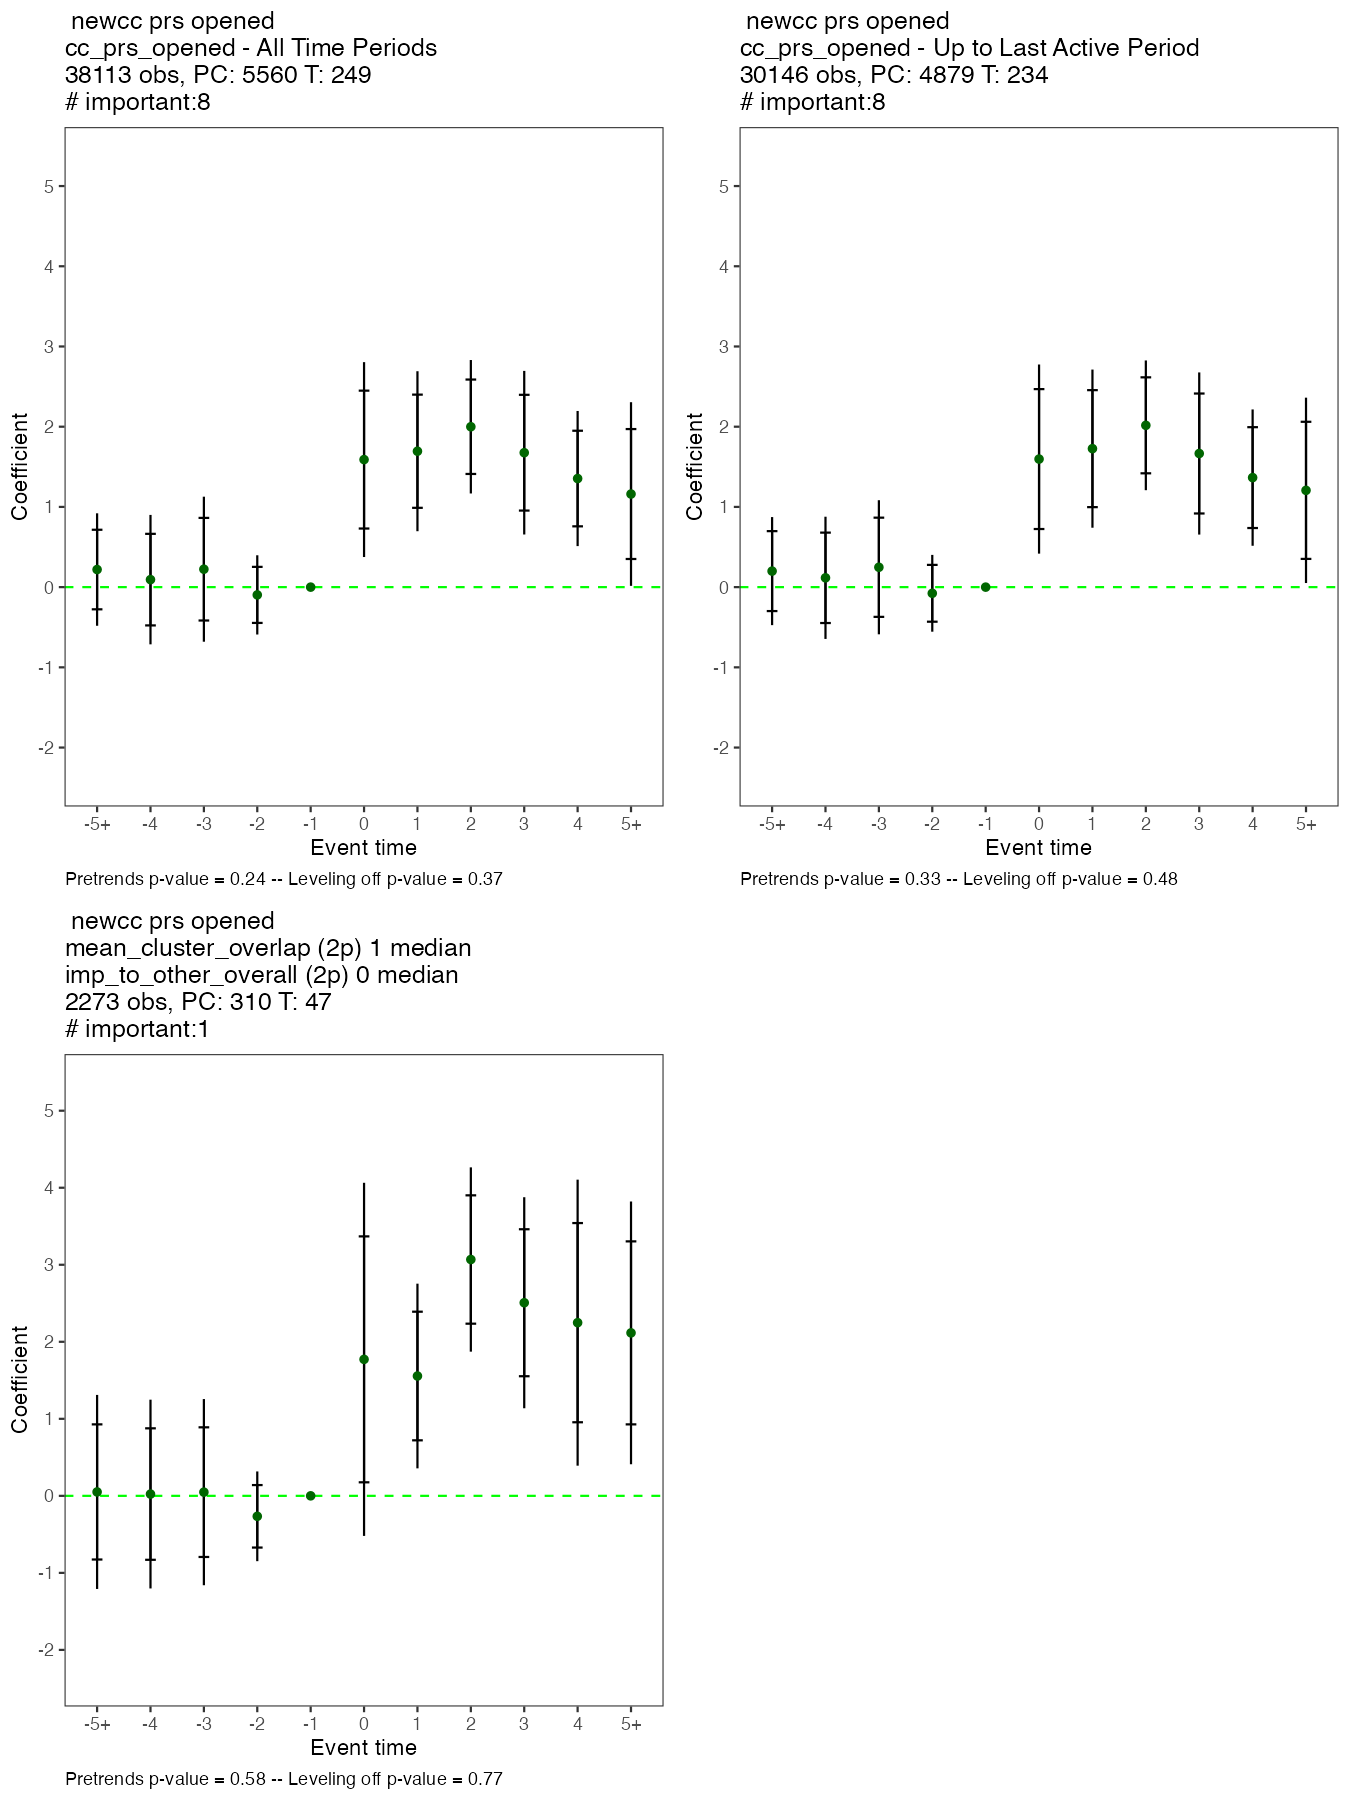 newcc prs opened
cc_prs_opened - All Time Periods
38113 obs, PC: 5560 T: 249
# important:8
5
4
3
2
1
0
-1
-2
Coefficient
-5+ -4 -3 -2 -1 0 1 2 3 4 5+
Event time
Pretrends p-value = 0.24 -- Leveling off p-value = 0.37
newcc prs opened
cc_prs_opened - Up to Last Active Period
30146 obs, PC: 4879 T: 234
# important:8
5
4
3
2
1
0
-1
-2
Coefficient
-5+ -4 -3 -2 -1 0 1 2 3 4 5+
Event time
Pretrends p-value = 0.33 -- Leveling off p-value = 0.48
newcc prs opened
mean_cluster_overlap (2p) 1 median
imp_to_other_overall (2p) 0 median
2273 obs, PC: 310 T: 47
# important:1
5
4
3
2
1
0
-1
-2
Coefficient
-5+ -4 -3 -2 -1 0 1 2 3 4 5+
Event time
Pretrends p-value = 0.58 -- Leveling off p-value = 0.77